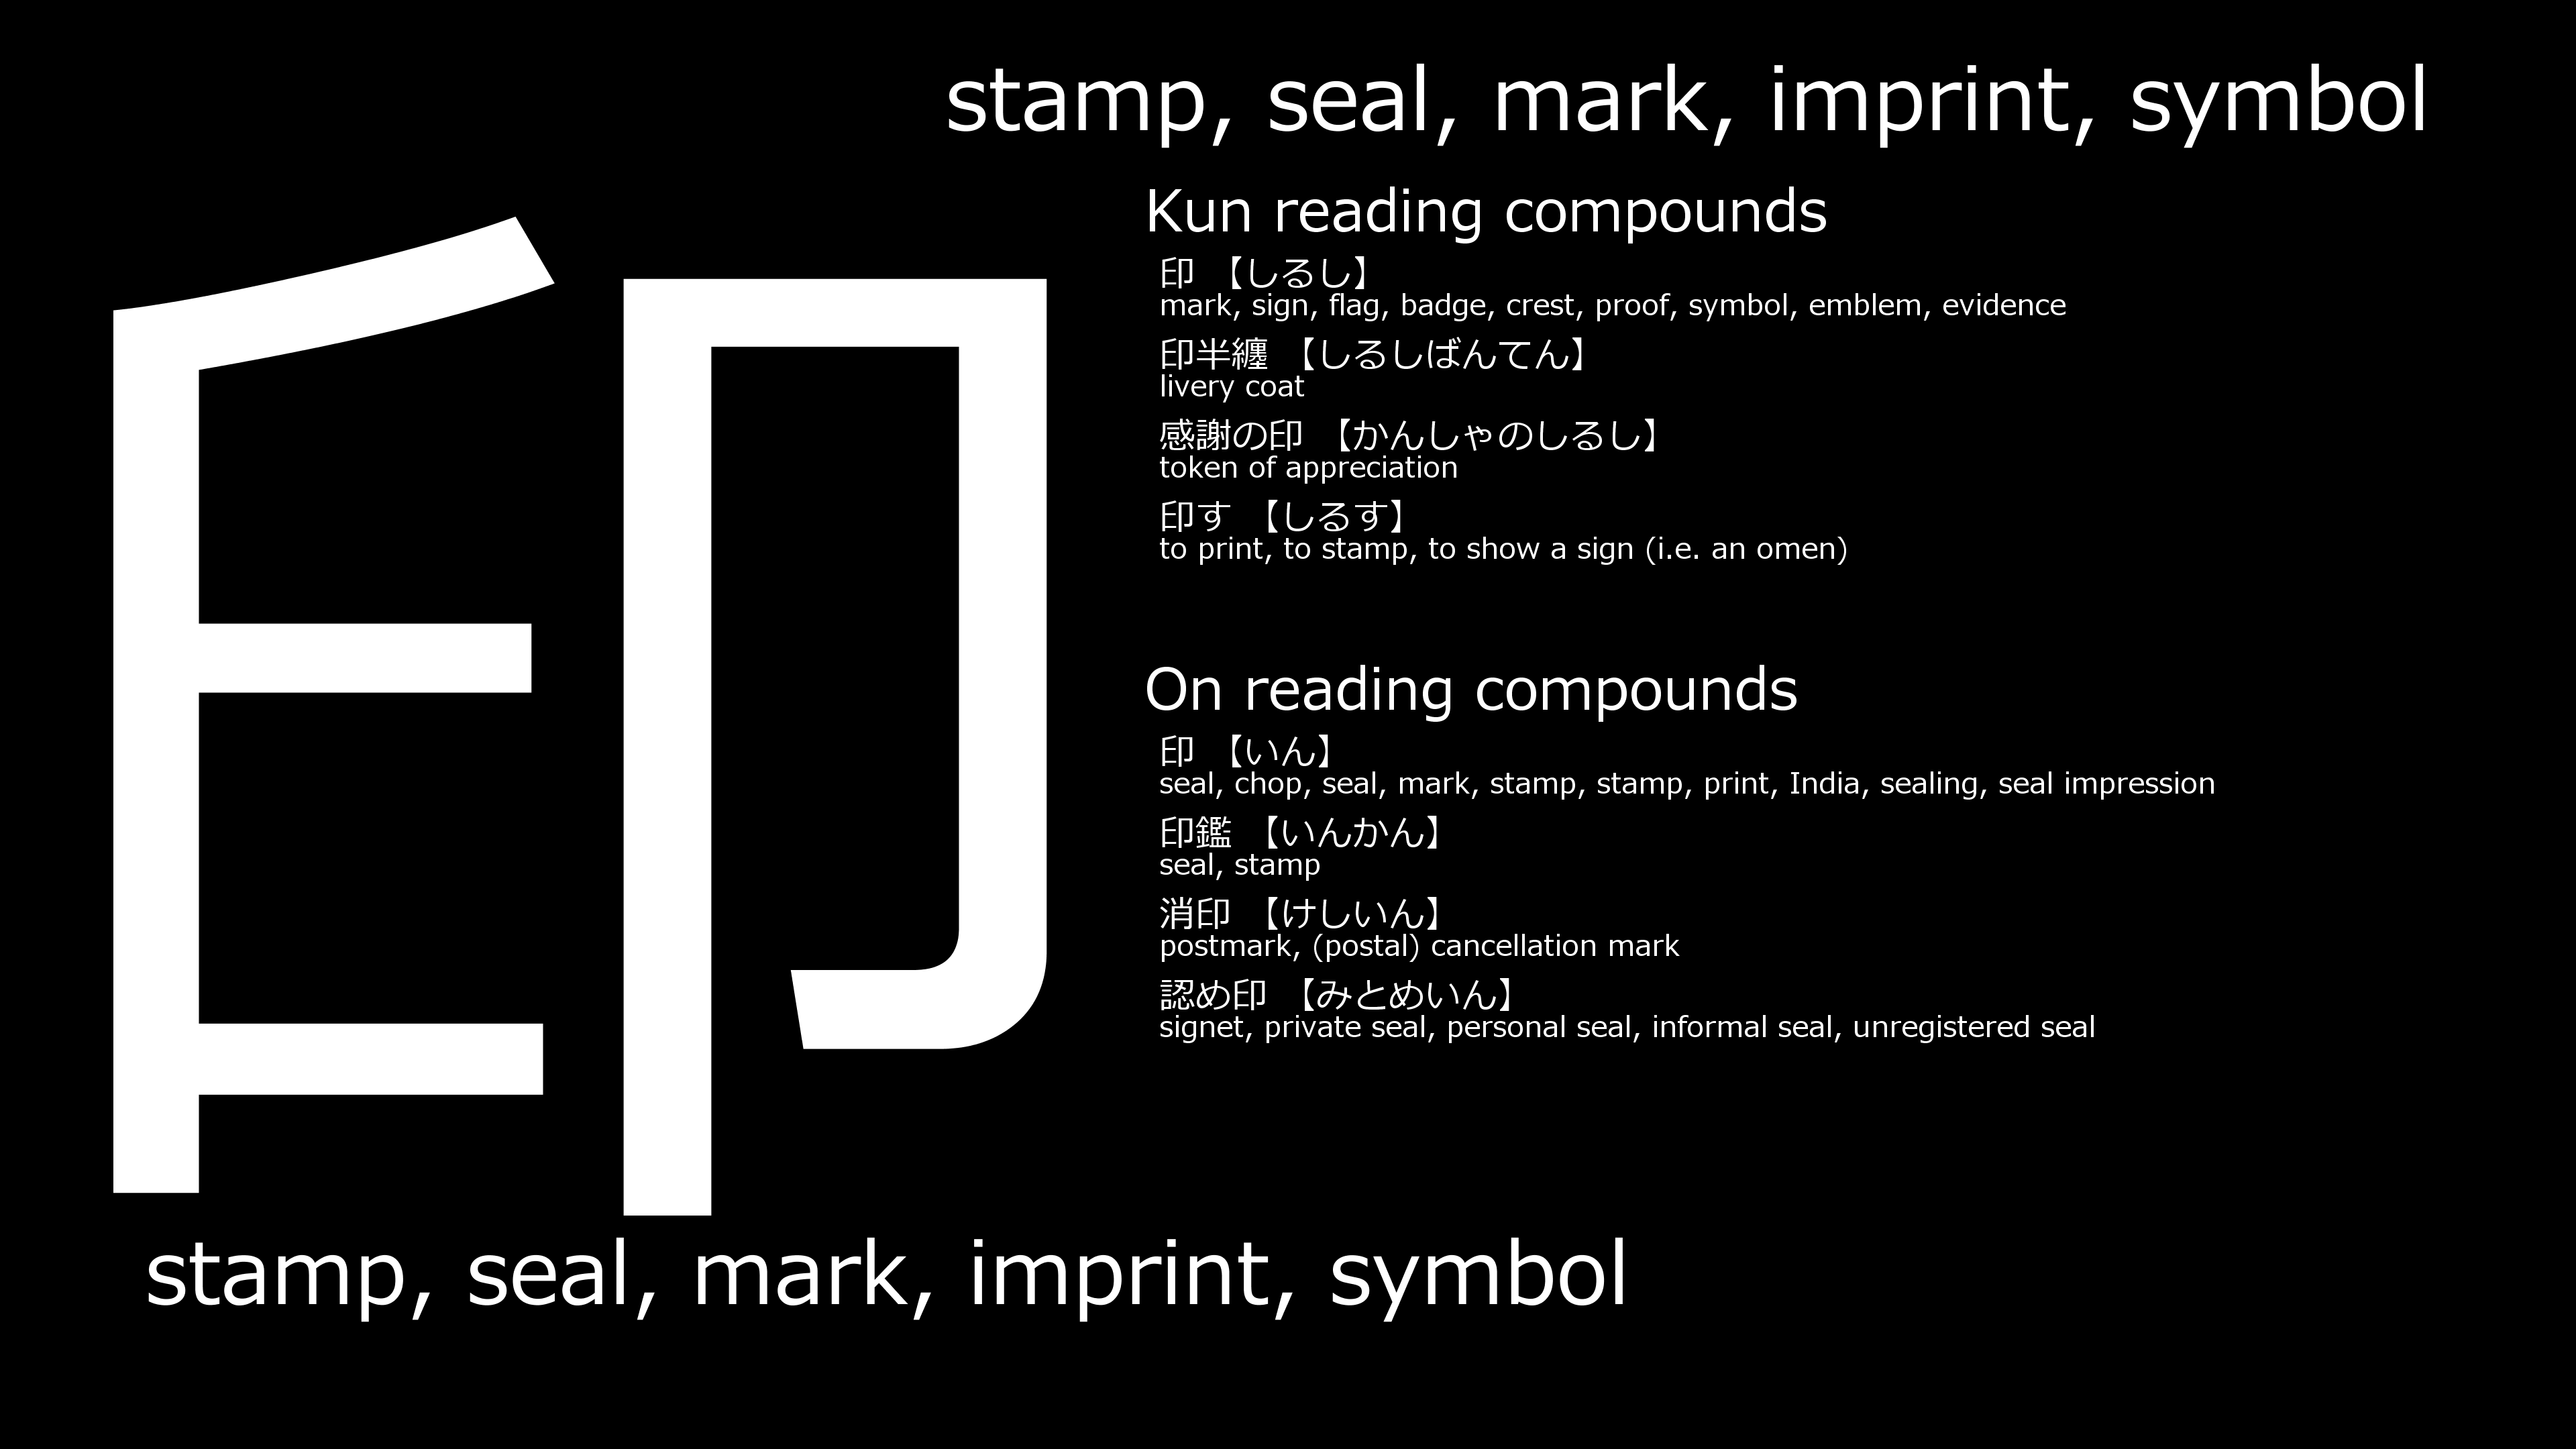 stamp, seal, mark, imprint, symbol
印
Kun reading compounds
印 【しるし】
mark, sign, flag, badge, crest, proof, symbol, emblem, evidence
印半纏 【しるしばんてん】
livery coat
感謝の印 【かんしゃのしるし】
token of appreciation
印す 【しるす】
to print, to stamp, to show a sign (i.e. an omen)
On reading compounds
印 【いん】
seal, chop, seal, mark, stamp, stamp, print, India, sealing, seal impression
印鑑 【いんかん】
seal, stamp
消印 【けしいん】
postmark, (postal) cancellation mark
認め印 【みとめいん】
signet, private seal, personal seal, informal seal, unregistered seal
stamp, seal, mark, imprint, symbol